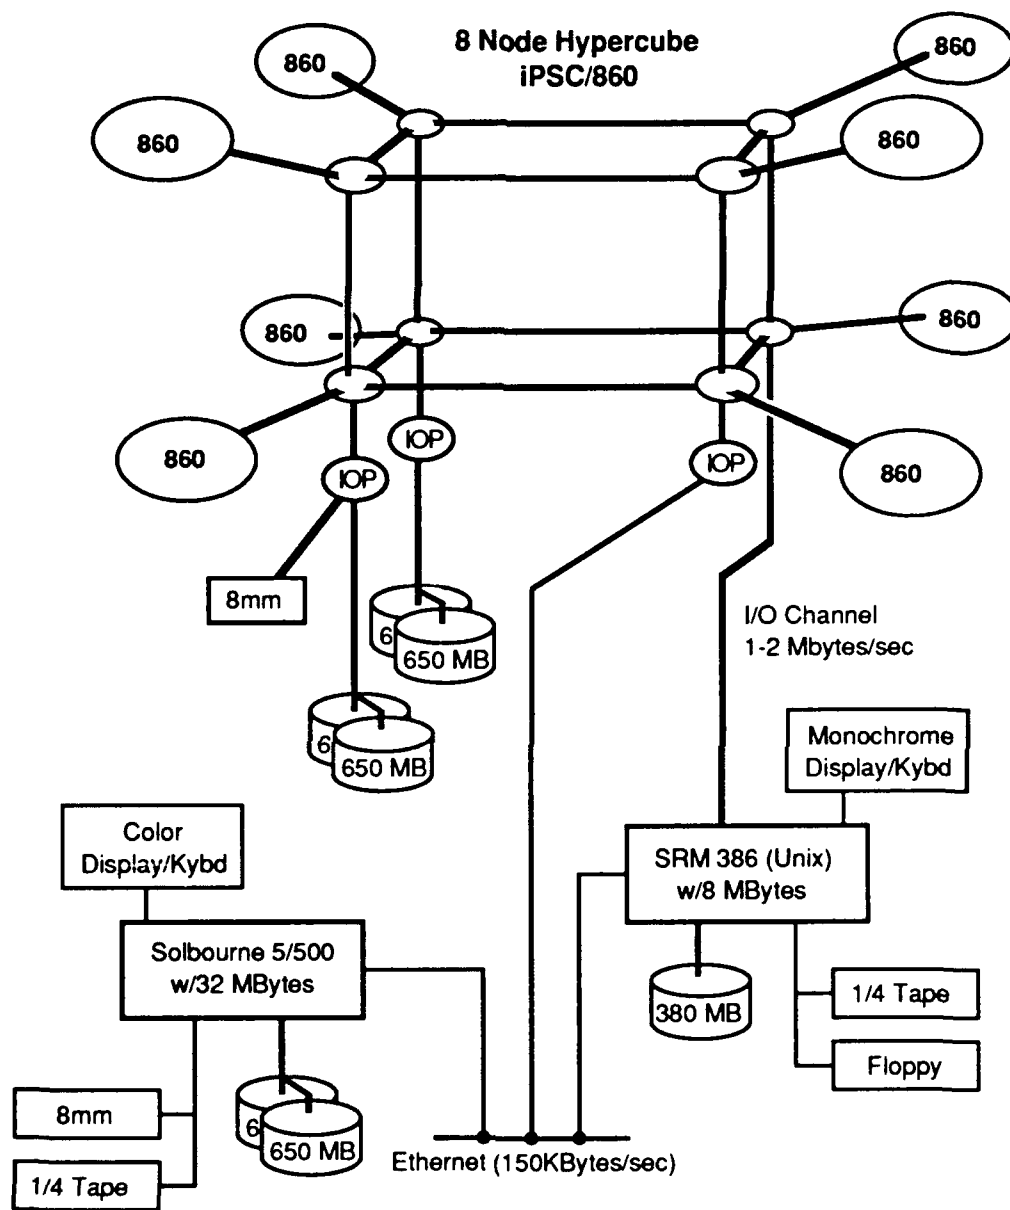 8 Node Hypercube
iPSC/860
860
860
860
860
860
860
860
860
IOP
IOP
IOP
8mm
6
650 MB
6
650 MB
I/O Channel
1-2 Mbytes/sec
Monochrome
Display/Kybd
Color
Display/Kybd
SRM 386 (Unix)
w/8 MBytes
Solbourne 5/500
w/32 MBytes
380 MB
1/4 Tape
Floppy
8mm
6
650 MB
1/4 Tape
Ethernet (150KBytes/sec)